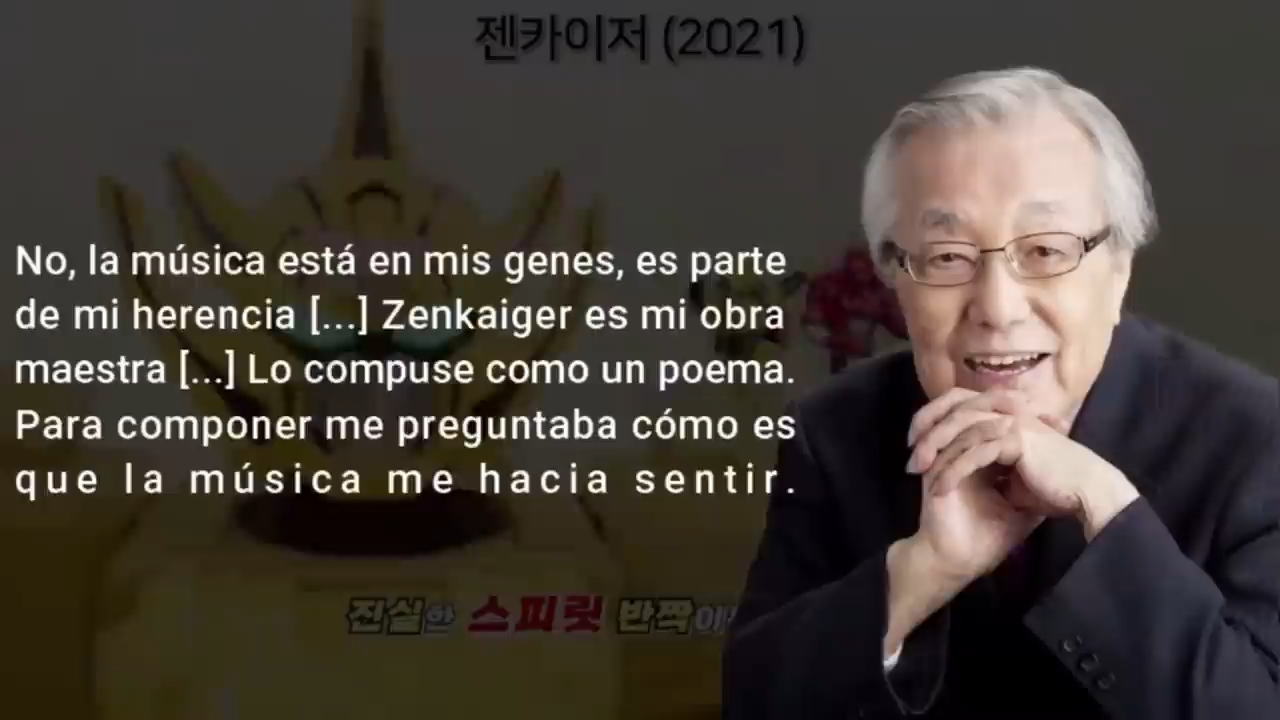 젠카이저 (2021)
No, la música está en mis genes, es parte
de mi herencia [...] Zenkaiger es mi obra
maestra [...] Lo compuse como un poema.
Para componer me preguntaba cómo es
que la música me hacia sentir.
진실한 스피릿 반짝이